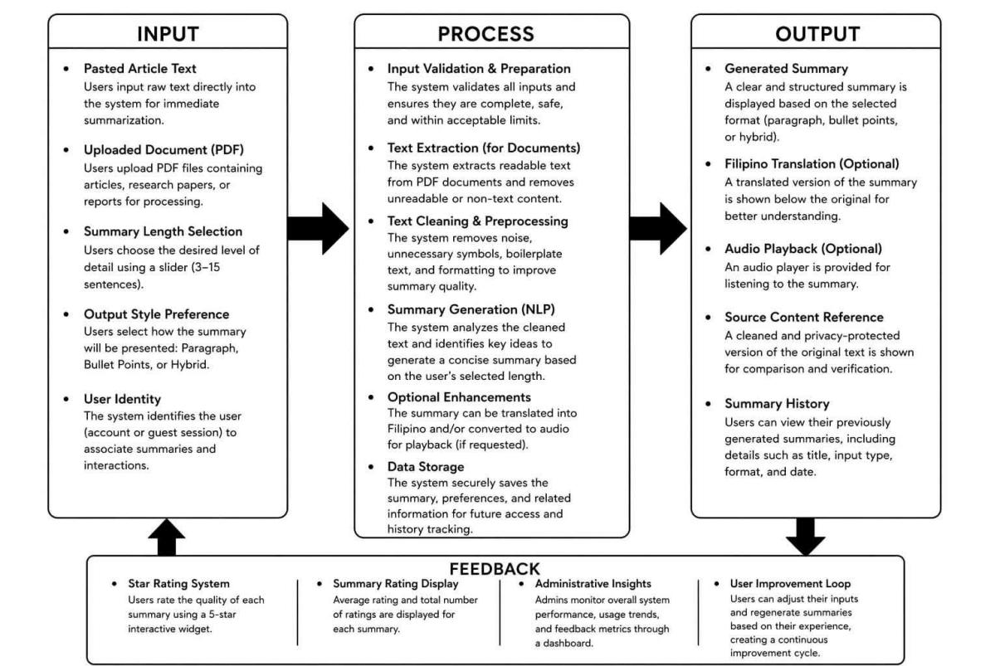 INPUT
• Pasted Article Text
Users input raw text directly into
the system for immediate
summarization.
• Uploaded Document (PDF)
Users upload PDF files containing
articles, research papers, or
reports for processing.
• Summary Length Selection
Users choose the desired level of
detail using a slider (3–15
sentences).
• Output Style Preference
Users select how the summary
will be presented: Paragraph,
Bullet Points, or Hybrid.
• User Identity
The system identifies the user
(account or guest session) to
associate summaries and
interactions.
PROCESS
• Input Validation & Preparation
The system validates all inputs and
ensures they are complete, safe,
and within acceptable limits.
• Text Extraction (for Documents)
The system extracts readable text
from PDF documents and removes
unreadable or non-text content.
• Text Cleaning & Preprocessing
The system removes noise,
unnecessary symbols, boilerplate
text, and formatting to improve
summary quality.
• Summary Generation (NLP)
The system analyzes the cleaned
text and identifies key ideas to
generate a concise summary based
on the user's selected length.
• Optional Enhancements
The summary can be translated into
Filipino and/or converted to audio
for playback (if requested).
• Data Storage
The system securely saves the
summary, preferences, and related
information for future access and
history tracking.
OUTPUT
• Generated Summary
A clear and structured summary is
displayed based on the selected
format (paragraph, bullet points,
or hybrid).
• Filipino Translation (Optional)
A translated version of the summary
is shown below the original for
better understanding.
• Audio Playback (Optional)
An audio player is provided for
listening to the summary.
• Source Content Reference
A cleaned and privacy-protected
version of the original text is shown
for comparison and verification.
• Summary History
Users can view their previously
generated summaries, including
details such as title, input type,
format, and date.
FEEDBACK
• Star Rating System
Users rate the quality of each
summary using a 5-star
interactive widget.
• Summary Rating Display
Average rating and total number
of ratings are displayed for
each summary.
• Administrative Insights
Admins monitor overall system
performance, usage trends,
and feedback metrics through
a dashboard.
• User Improvement Loop
Users can adjust their inputs
and regenerate summaries
based on their experience,
creating a continuous
improvement cycle.